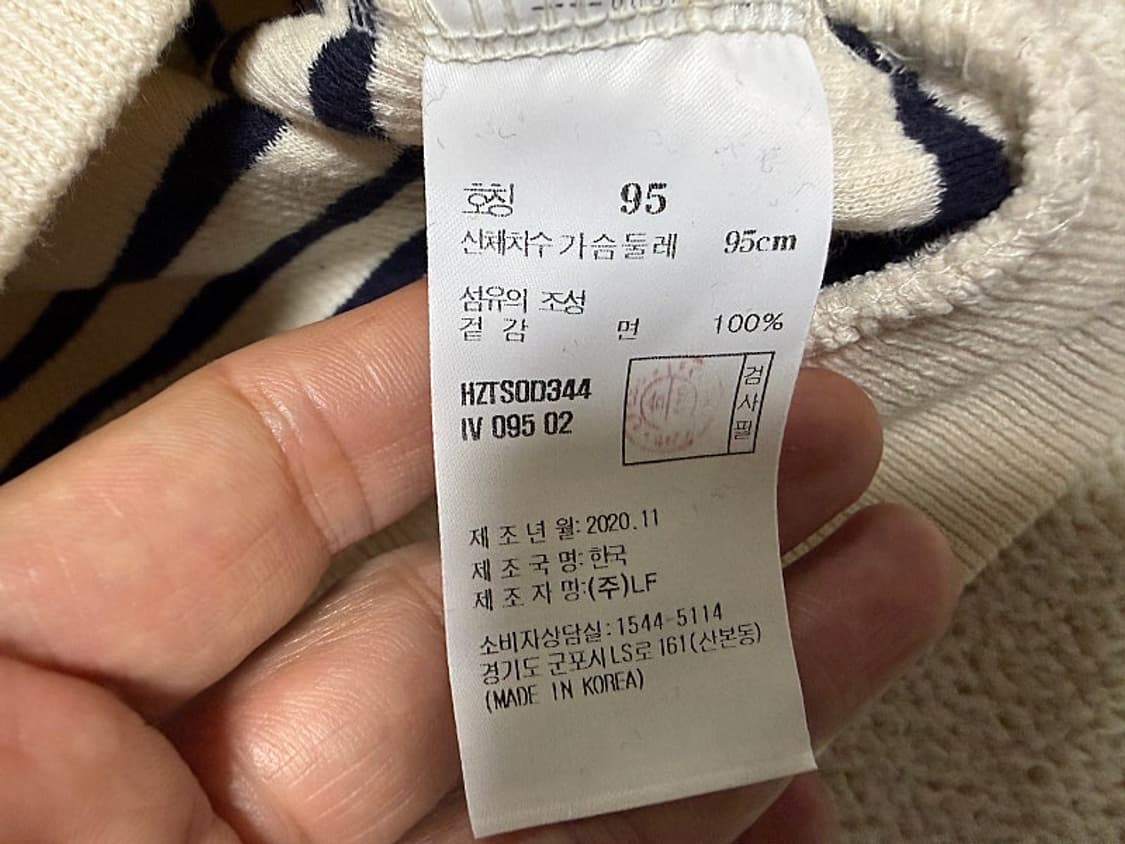 호칭 95
신체치수 가슴둘레 95cm
섬유의 조성
겉 감 면 100%
HZTS0D344
IV 095 02
검사필
제 조 년 월: 2020.11
제 조 국 명: 한국
제 조 자 명:(주)LF
소비자상담실: 1544-5114
경기도 군포시 LS로 161(산본동)
(MADE IN KOREA)